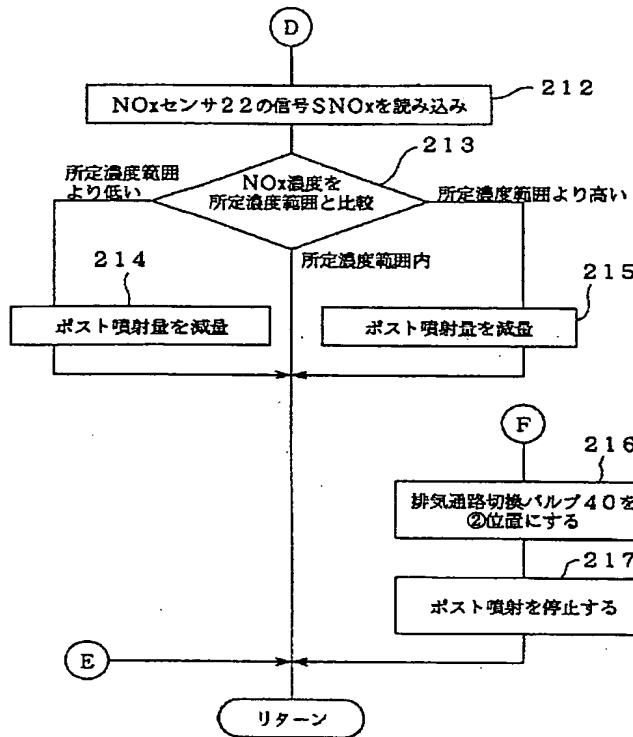 D
212
NOxセンサ22の信号SNOxを読み込み
213
所定濃度範囲
より低い
NOx濃度を
所定濃度範囲と比較
所定濃度範囲より高い
214
所定濃度範囲内
215
ポスト噴射量を減量
ポスト噴射量を減量
F
216
排気通路切換バルブ40を
②位置にする
217
ポスト噴射を停止する
E
リターン